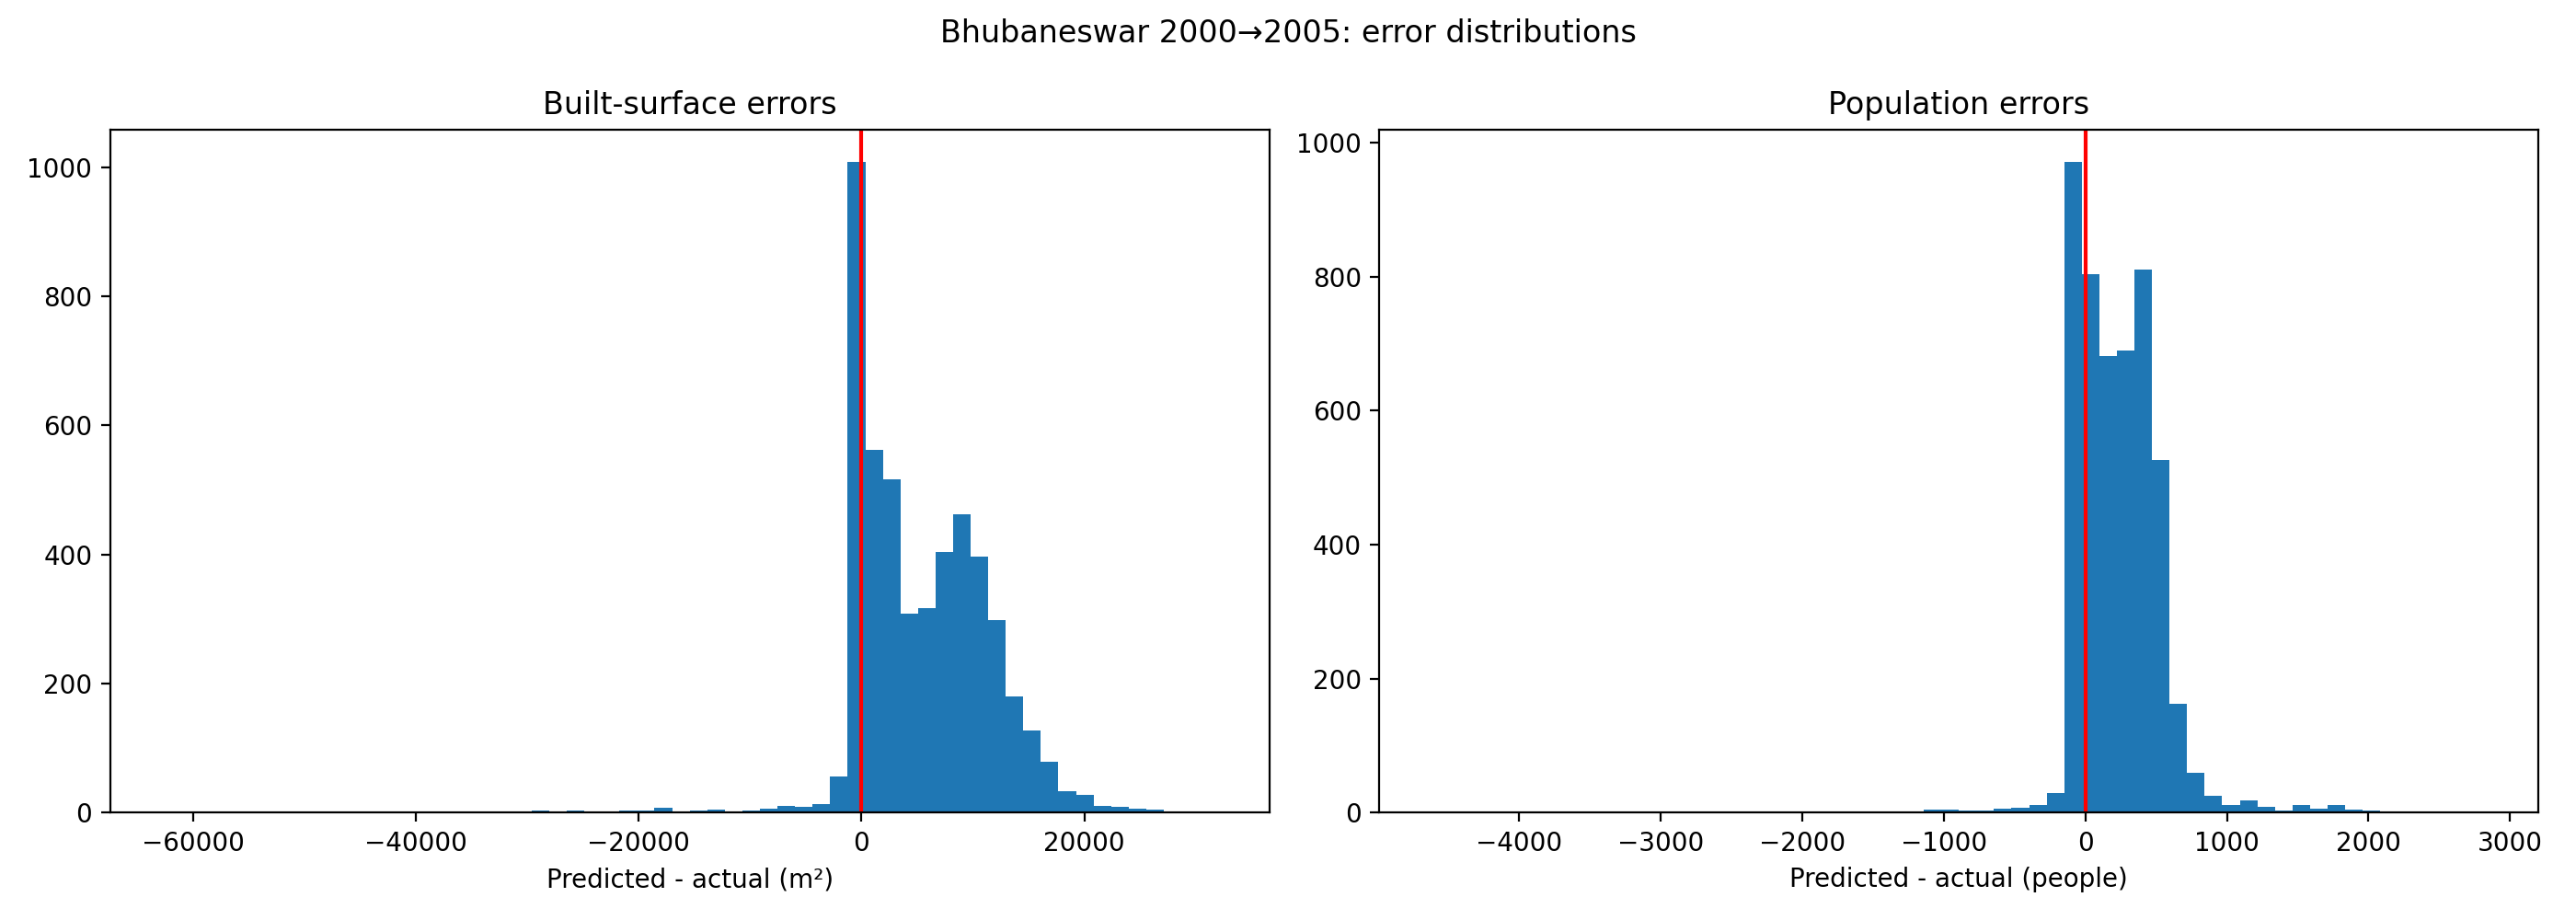 Bhubaneswar 2000→2005: error distributions
Built-surface errors
1000
800
600
400
200
0
−60000 −40000 −20000 0 20000
Predicted - actual (m²)
Population errors
1000
800
600
400
200
0
−4000 −3000 −2000 −1000 0 1000 2000 3000
Predicted - actual (people)